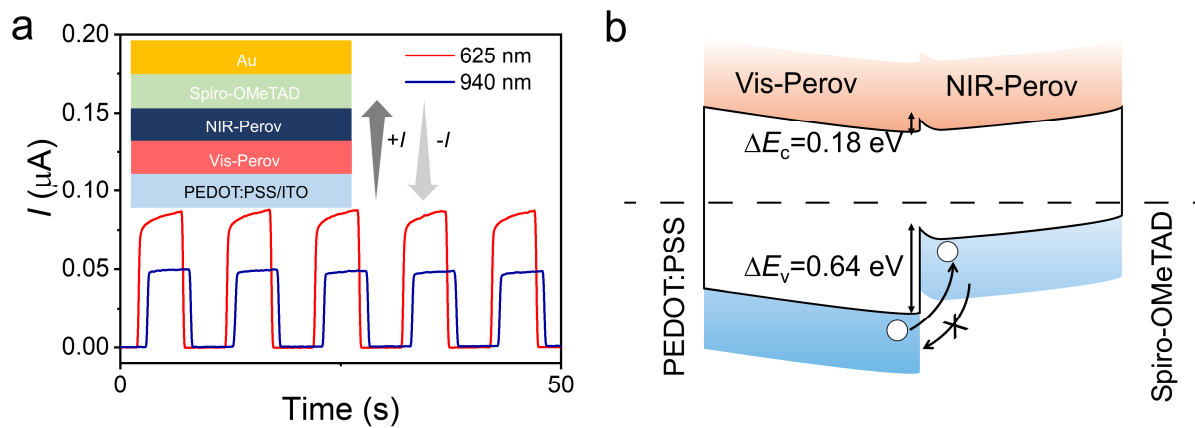 a
I (μA)
0.20
0.15
0.10
0.05
0.00
0
50
Time (s)
625 nm
940 nm
Au
Spiro-OMeTAD
NIR-Perov
Vis-Perov
PEDOT:PSS/ITO
+I
-I
b
Vis-Perov
NIR-Perov
ΔEc=0.18 eV
ΔEv=0.64 eV
PEDOT:PSS
Spiro-OMeTAD